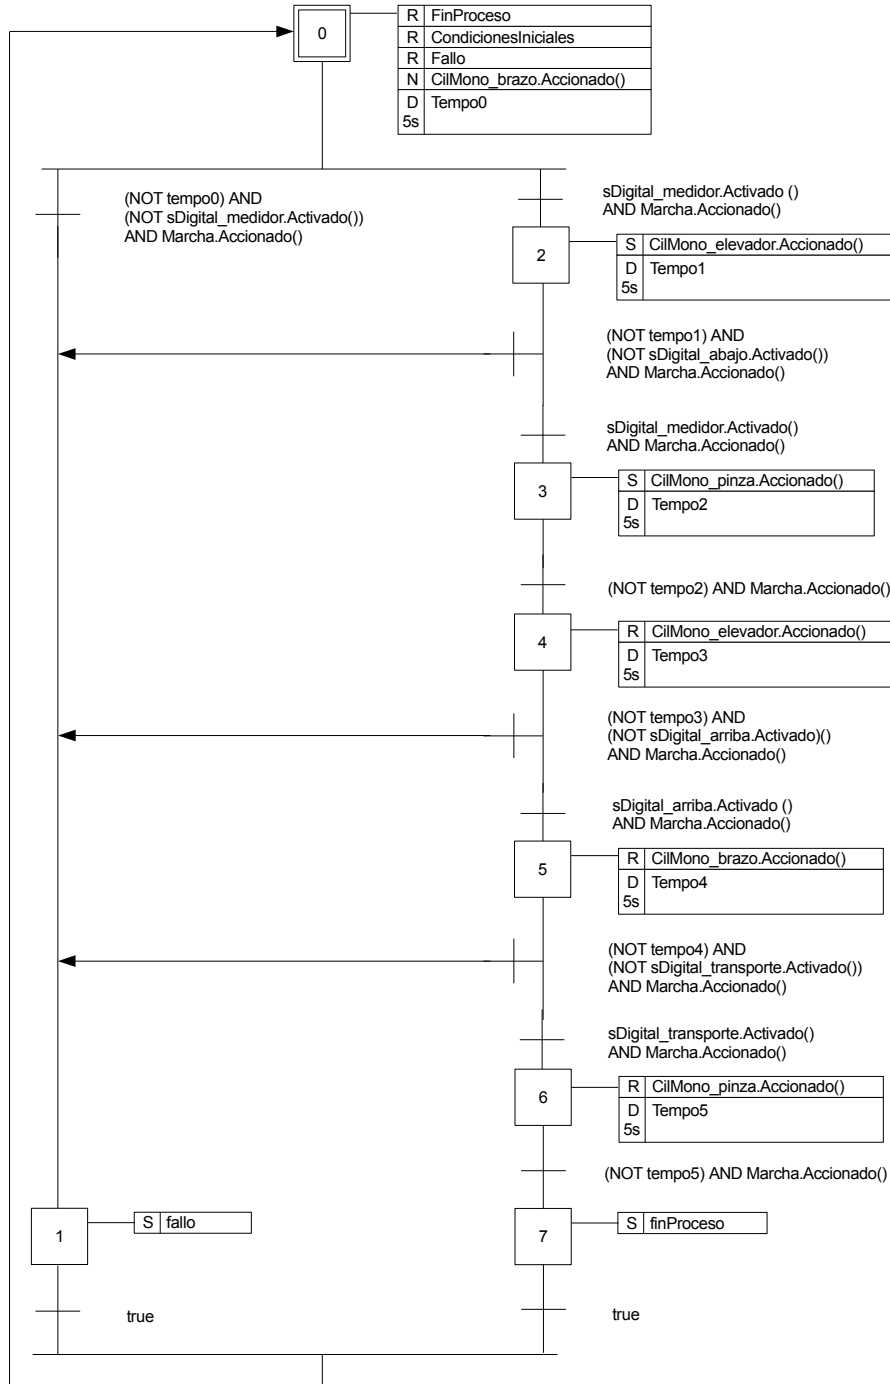 0
R FinProceso
R CondicionesIniciales
R Fallo
N CilMono_brazo.Accionado()
D Tempo0
5s
(NOT tempo0) AND
(NOT sDigital_medidor.Activado())
AND Marcha.Accionado()
sDigital_medidor.Activado ()
AND Marcha.Accionado()
2
S CilMono_elevador.Accionado()
D Tempo1
5s
(NOT tempo1) AND
(NOT sDigital_abajo.Activado())
AND Marcha.Accionado()
sDigital_medidor.Activado()
AND Marcha.Accionado()
3
S CilMono_pinza.Accionado()
D Tempo2
5s
(NOT tempo2) AND Marcha.Accionado()
4
R CilMono_elevador.Accionado()
D Tempo3
5s
(NOT tempo3) AND
(NOT sDigital_arriba.Activado)()
AND Marcha.Accionado()
sDigital_arriba.Activado ()
AND Marcha.Accionado()
5
R CilMono_brazo.Accionado()
D Tempo4
5s
(NOT tempo4) AND
(NOT sDigital_transporte.Activado())
AND Marcha.Accionado()
sDigital_transporte.Activado()
AND Marcha.Accionado()
6
R CilMono_pinza.Accionado()
D Tempo5
5s
(NOT tempo5) AND Marcha.Accionado()
1
S fallo
7
S finProceso
true
true